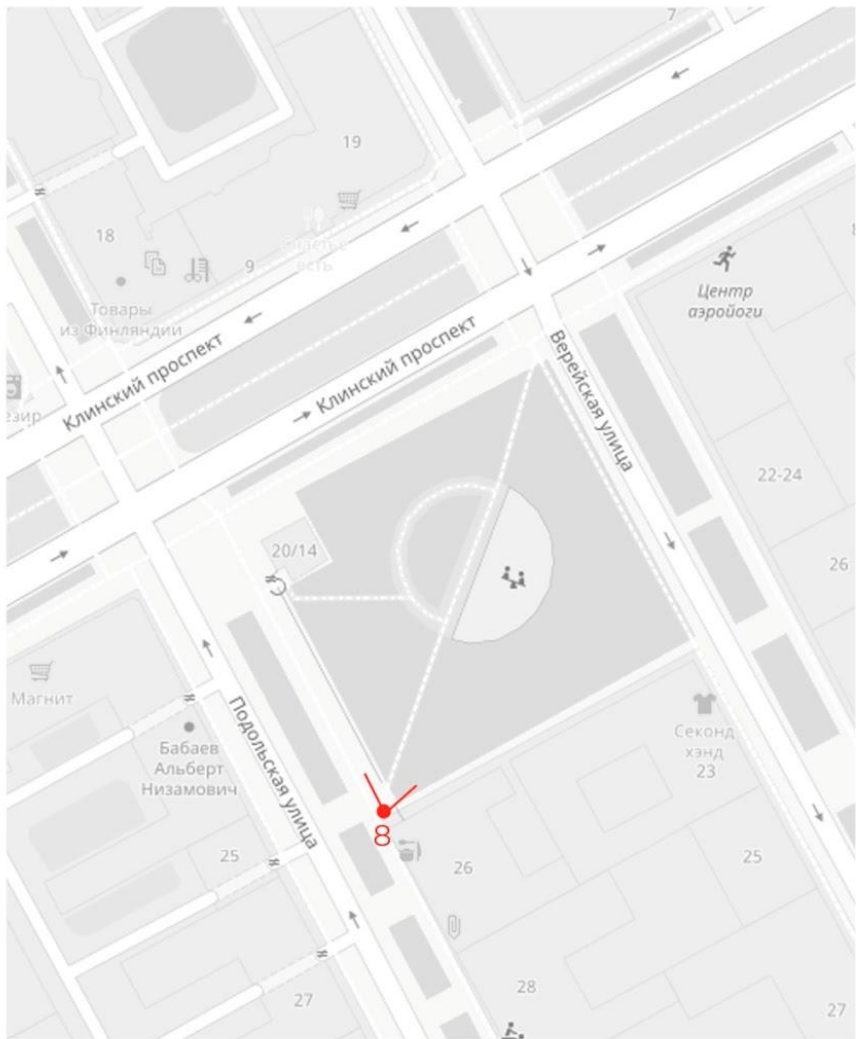 7
19
18
9
Счастье
есть
Товары
из Финляндии
Центр
аэройоги
Клинский проспект
Клинский проспект
Верейская улица
езир
22-24
20/14
26
Магнит
Бабаев
Альберт
Низамович
Подольская улица
Секонд
хэнд
23
8
25
26
25
28
27
27